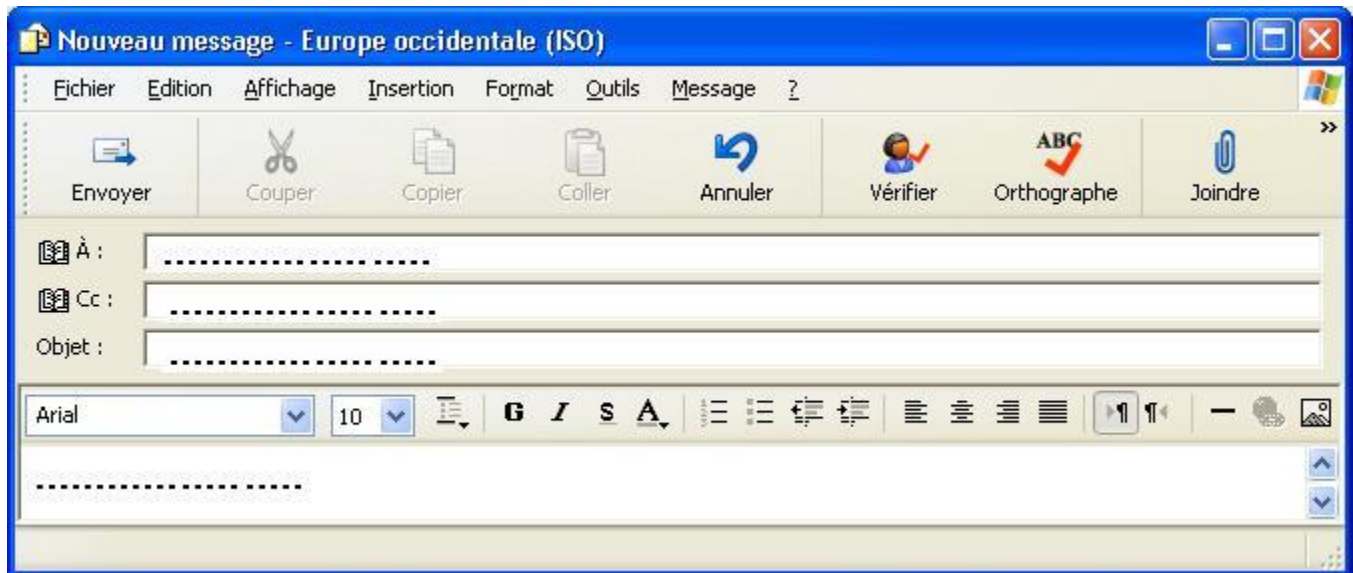 Nouveau message - Europe occidentale (ISO)
Fichier Edition Affichage Insertion Format Outils Message ?
Envoyer Couper Copier Coller Annuler ABC Vérifier Orthographe Joindre »
À : ......................
Cc : ......................
Objet : ......................
Arial 10 G I S A ¶ ¶
......................